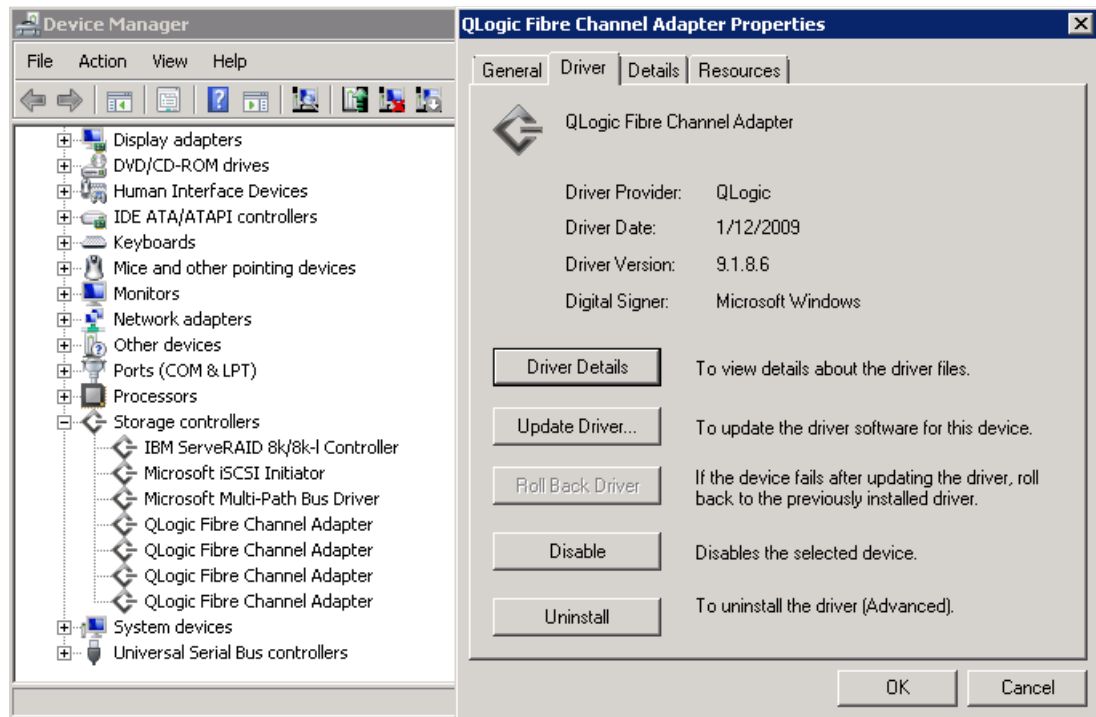 Device Manager
File Action View Help
Display adapters
DVD/CD-ROM drives
Human Interface Devices
IDE ATA/ATAPI controllers
Keyboards
Mice and other pointing devices
Monitors
Network adapters
Other devices
Ports (COM & LPT)
Processors
Storage controllers
IBM ServeRAID 8k/8k-l Controller
Microsoft iSCSI Initiator
Microsoft Multi-Path Bus Driver
QLogic Fibre Channel Adapter
QLogic Fibre Channel Adapter
QLogic Fibre Channel Adapter
QLogic Fibre Channel Adapter
System devices
Universal Serial Bus controllers
QLogic Fibre Channel Adapter Properties
General Driver Details Resources
QLogic Fibre Channel Adapter
Driver Provider: QLogic
Driver Date: 1/12/2009
Driver Version: 9.1.8.6
Digital Signer: Microsoft Windows
Driver Details To view details about the driver files.
Update Driver... To update the driver software for this device.
Roll Back Driver If the device fails after updating the driver, roll
back to the previously installed driver.
Disable Disables the selected device.
Uninstall To uninstall the driver (Advanced).
OK Cancel